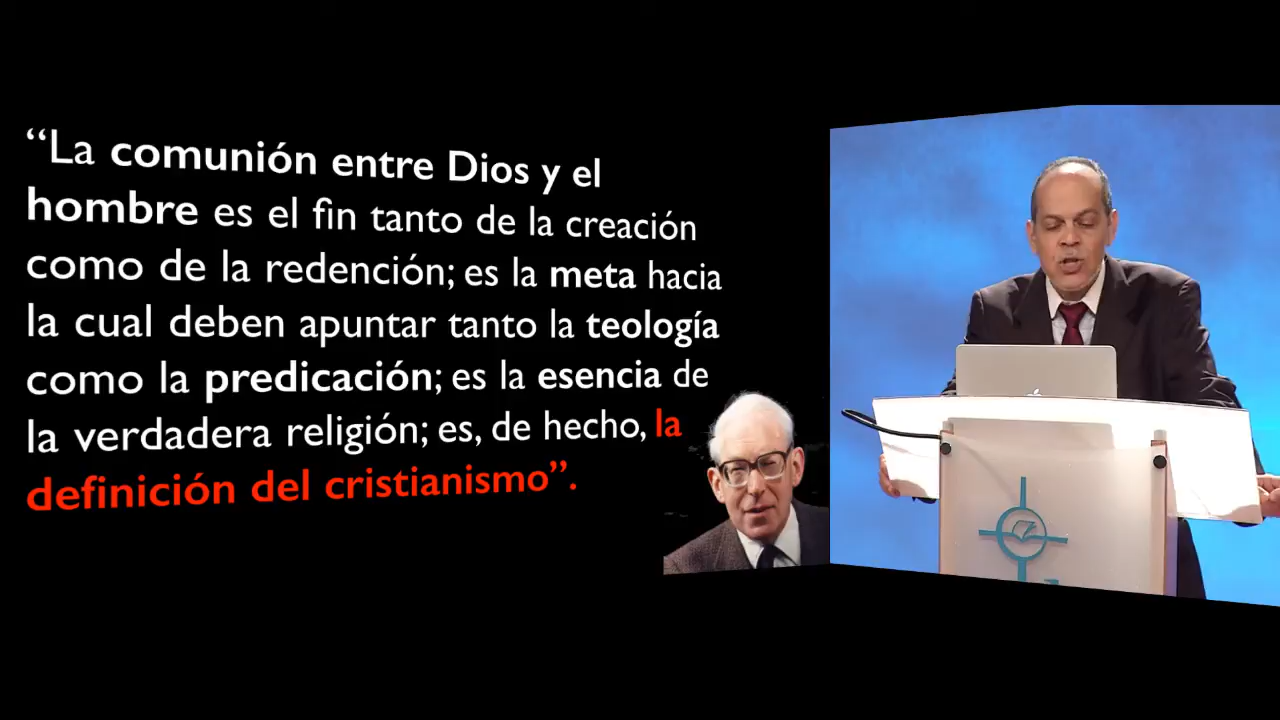 “La comunión entre Dios y el
hombre es el fin tanto de la creación
como de la redención; es la meta hacia
la cual deben apuntar tanto la teología
como la predicación; es la esencia de
la verdadera religión; es, de hecho, la
definición del cristianismo”.